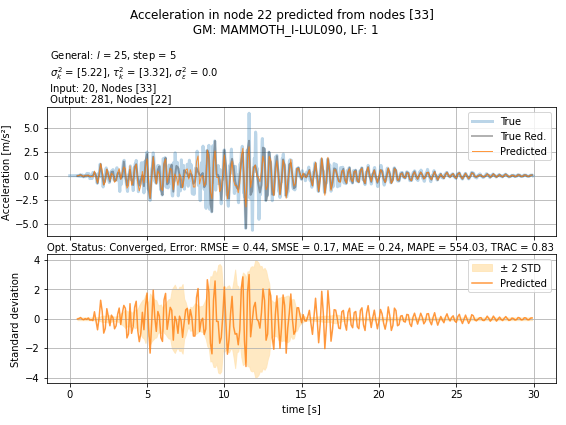 Acceleration in node 22 predicted from nodes [33]
GM: MAMMOTH_I-LUL090, LF: 1
General: l = 25, step = 5
σ²ₖ = [5.22], τ²ₖ = [3.32], σ²ₑ = 0.0
Input: 20, Nodes [33]
Output: 281, Nodes [22]
Acceleration [m/s²]
5.0
2.5
0.0
−2.5
−5.0
True
True Red.
Predicted
Opt. Status: Converged, Error: RMSE = 0.44, SMSE = 0.17, MAE = 0.24, MAPE = 554.03, TRAC = 0.83
Standard deviation
4
2
0
−2
−4
± 2 STD
Predicted
0 5 10 15 20 25 30
time [s]